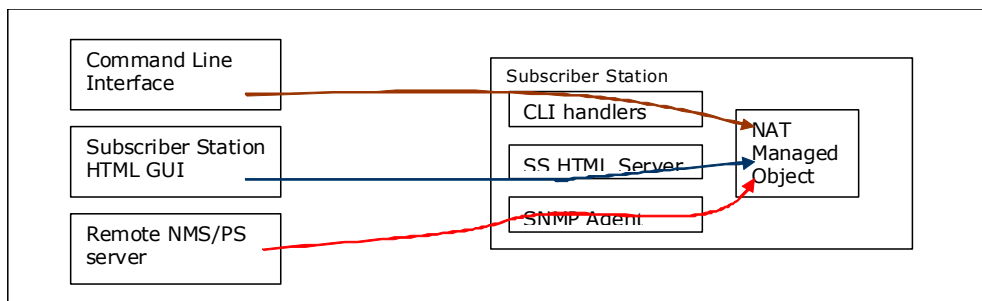 Command Line
Interface
Subscriber Station
HTML GUI
Remote NMS/PS
server
Subscriber Station
CLI handlers
SS HTML Server
SNMP Agent
NAT
Managed
Object